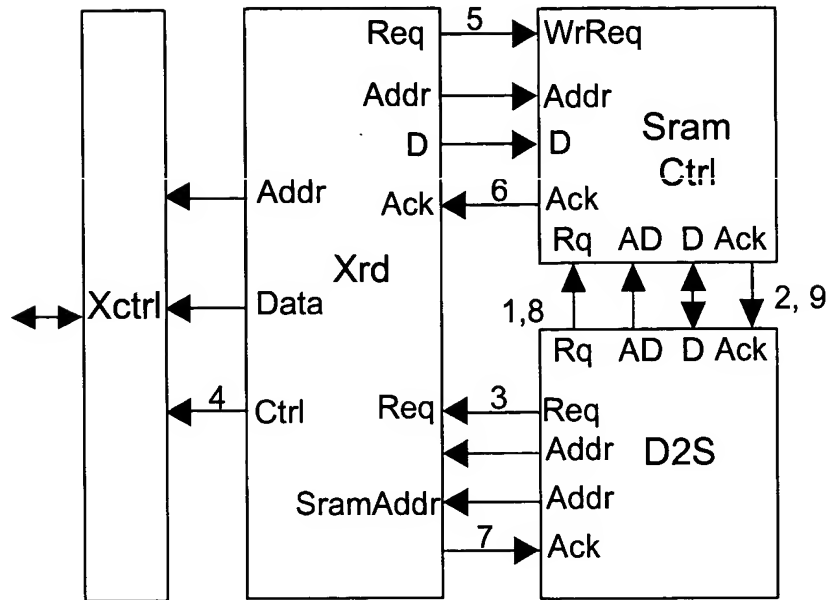 Xctrl
Addr
Data
4
Ctrl
Xrd
Req
Addr
D
Ack
Req
SramAddr
5
6
3
7
WrReq
Addr
D
Ack
Sram
Ctrl
Rq AD D Ack
1,8
2, 9
Rq AD D Ack
Req
Addr
Addr
Ack
D2S